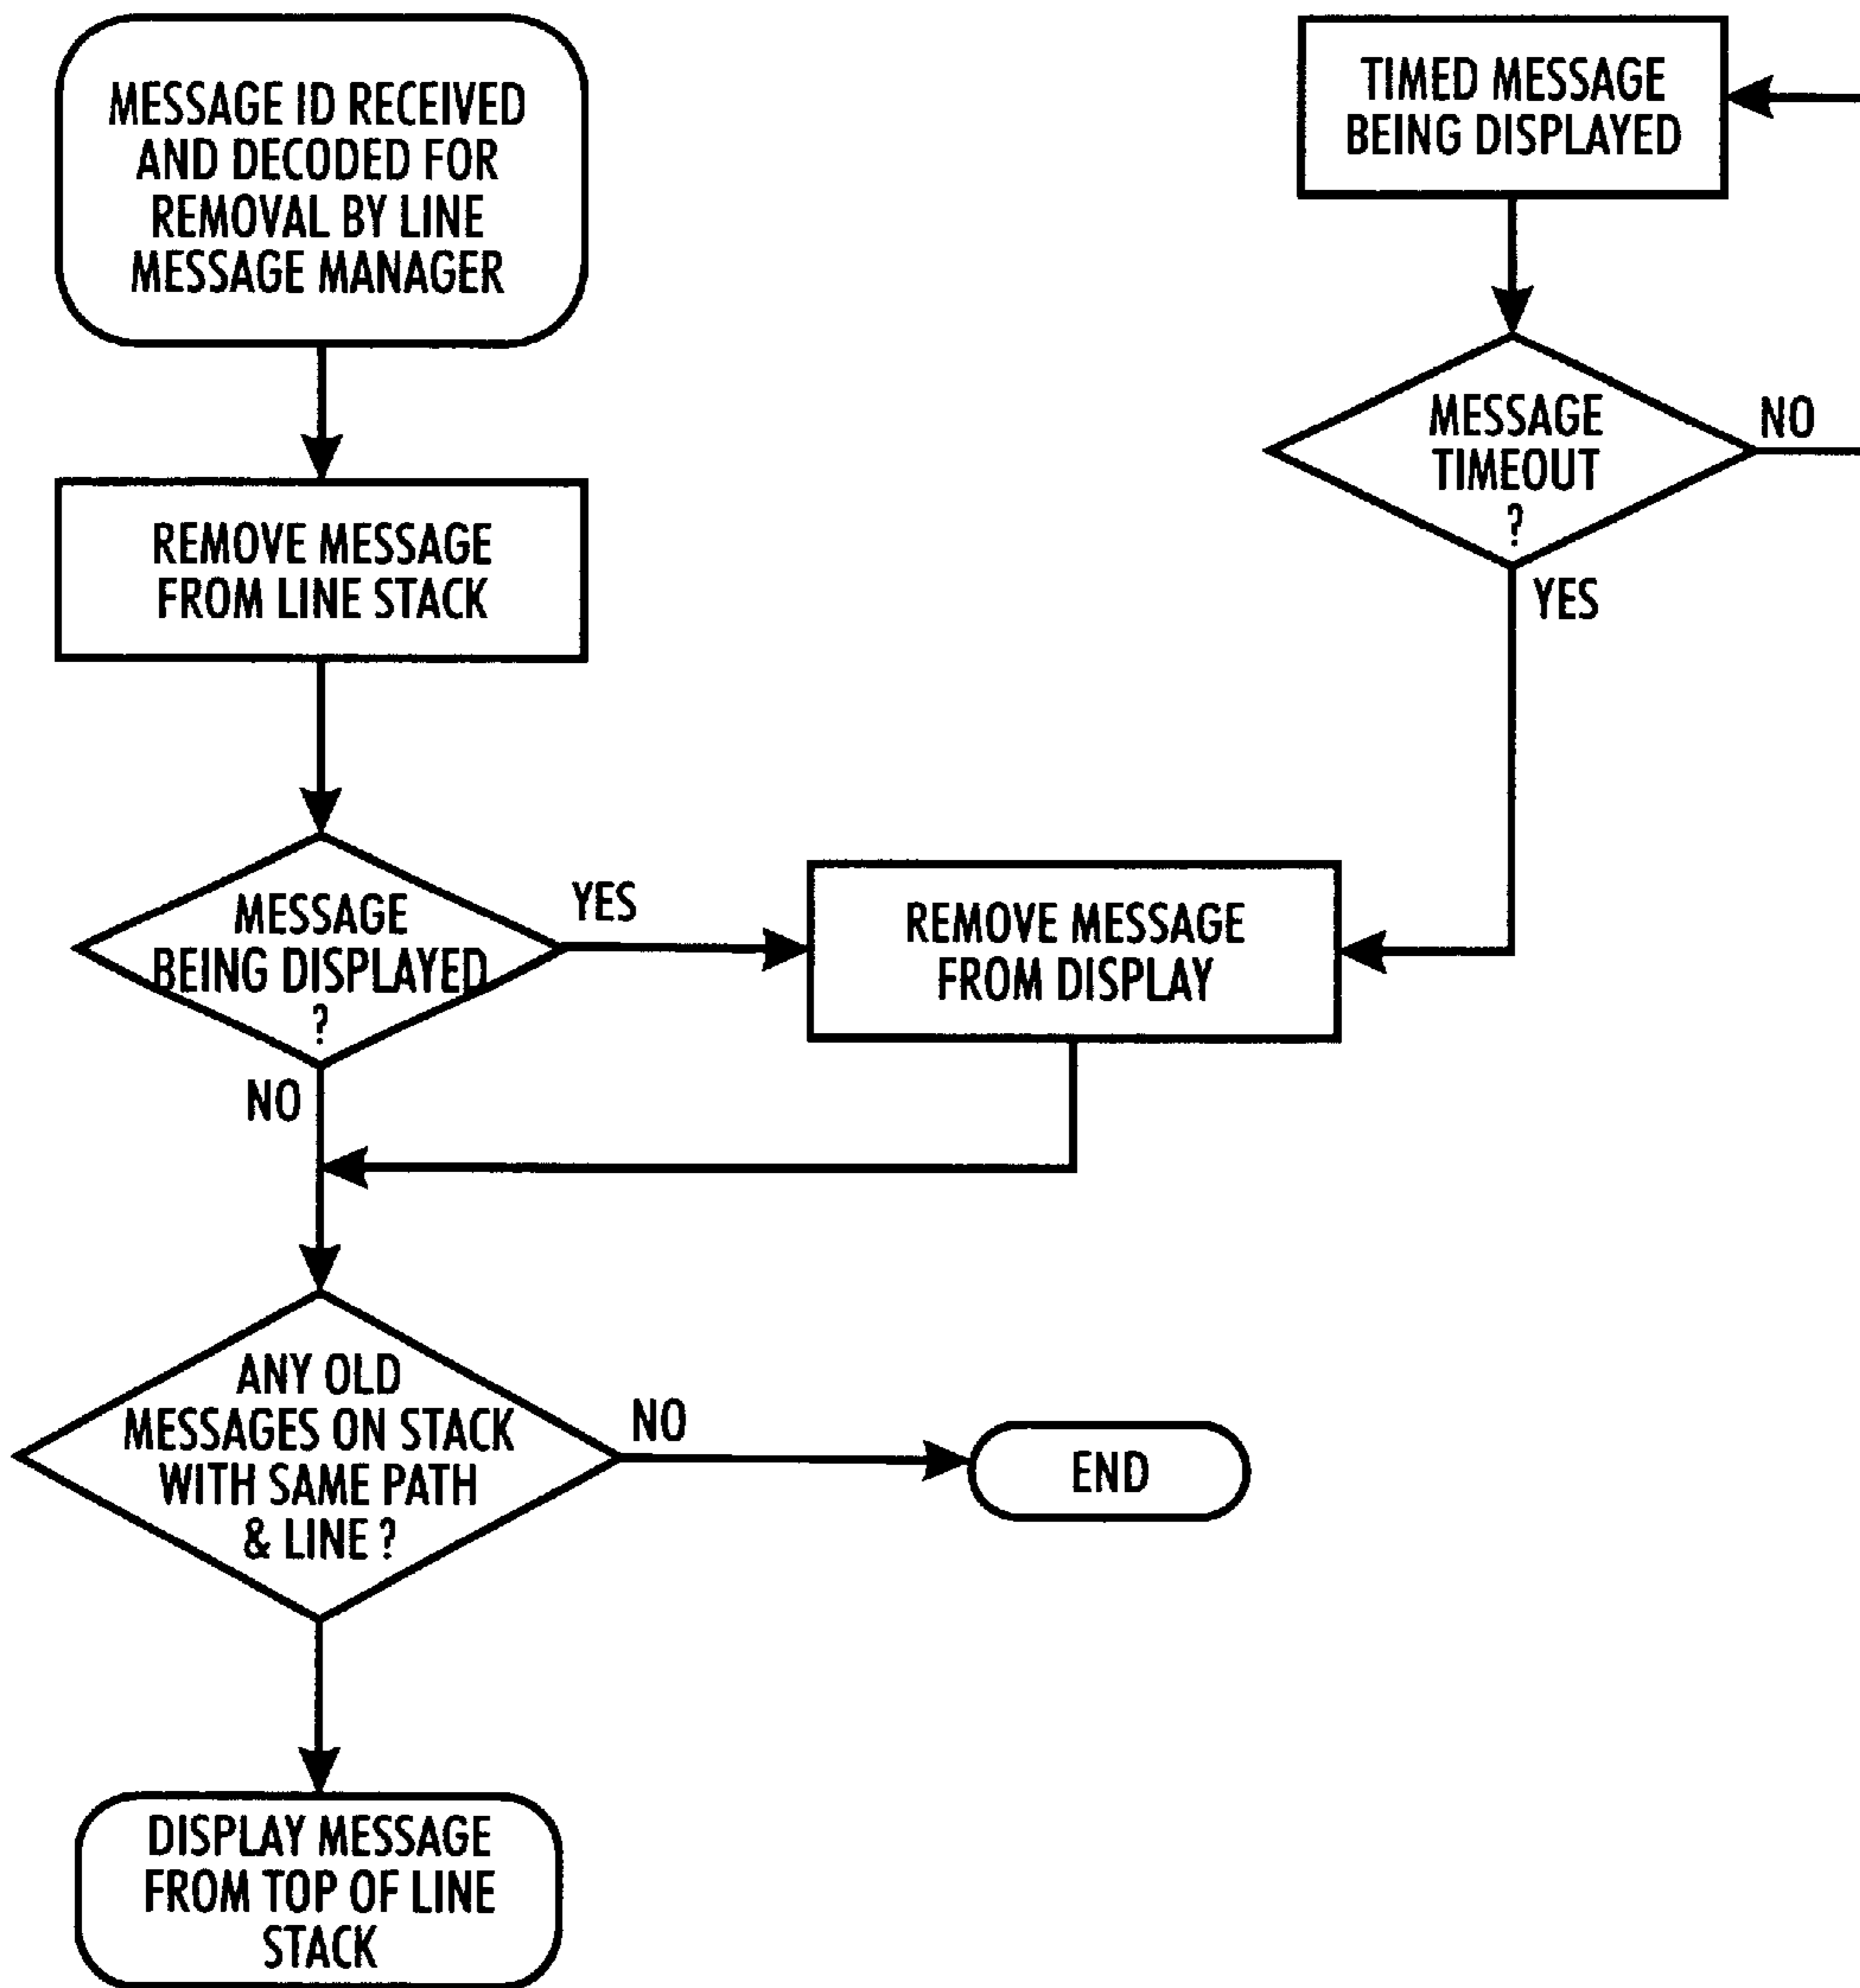 MESSAGE ID RECEIVED
AND DECODED FOR
REMOVAL BY LINE
MESSAGE MANAGER
REMOVE MESSAGE
FROM LINE STACK
MESSAGE
BEING DISPLAYED
?
YES
NO
REMOVE MESSAGE
FROM DISPLAY
TIMED MESSAGE
BEING DISPLAYED
MESSAGE
TIMEOUT
?
NO
YES
ANY OLD
MESSAGES ON STACK
WITH SAME PATH
& LINE ?
NO
END
DISPLAY MESSAGE
FROM TOP OF LINE
STACK